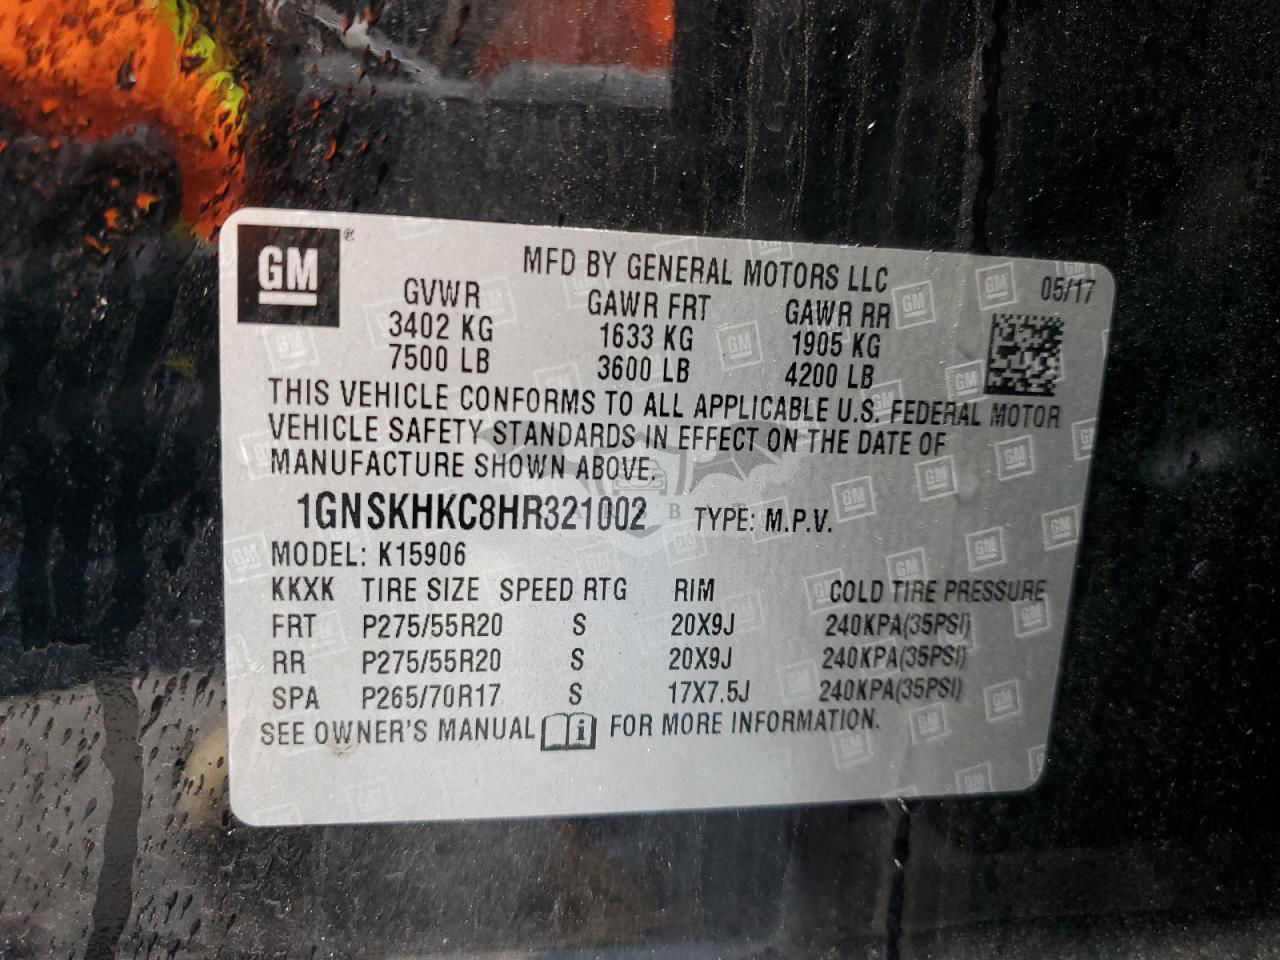 GM®
MFD BY GENERAL MOTORS LLC
05/17
GVWR GAWR FRT GAWR RR
3402 KG 1633 KG 1905 KG
7500 LB 3600 LB 4200 LB
THIS VEHICLE CONFORMS TO ALL APPLICABLE U.S. FEDERAL MOTOR
VEHICLE SAFETY STANDARDS IN EFFECT ON THE DATE OF
MANUFACTURE SHOWN ABOVE.
1GNSKHKC8HR321002 TYPE: M.P.V.
MODEL: K15906
KKXK TIRE SIZE SPEED RTG RIM COLD TIRE PRESSURE
FRT P275/55R20 S 20X9J 240KPA(35PSI)
RR P275/55R20 S 20X9J 240KPA(35PSI)
SPA P265/70R17 S 17X7.5J 240KPA(35PSI)
SEE OWNER'S MANUAL i FOR MORE INFORMATION.